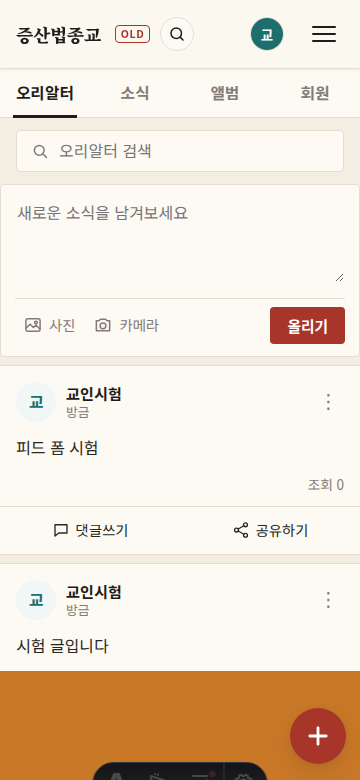 증산법종교 OLD 교
오리알터 소식 앨범 회원
오리알터 검색
새로운 소식을 남겨보세요
사진 카메라 올리기
교 교인시험
방금
피드 폼 시험
조회 0
댓글쓰기 공유하기
교 교인시험
방금
시험 글입니다